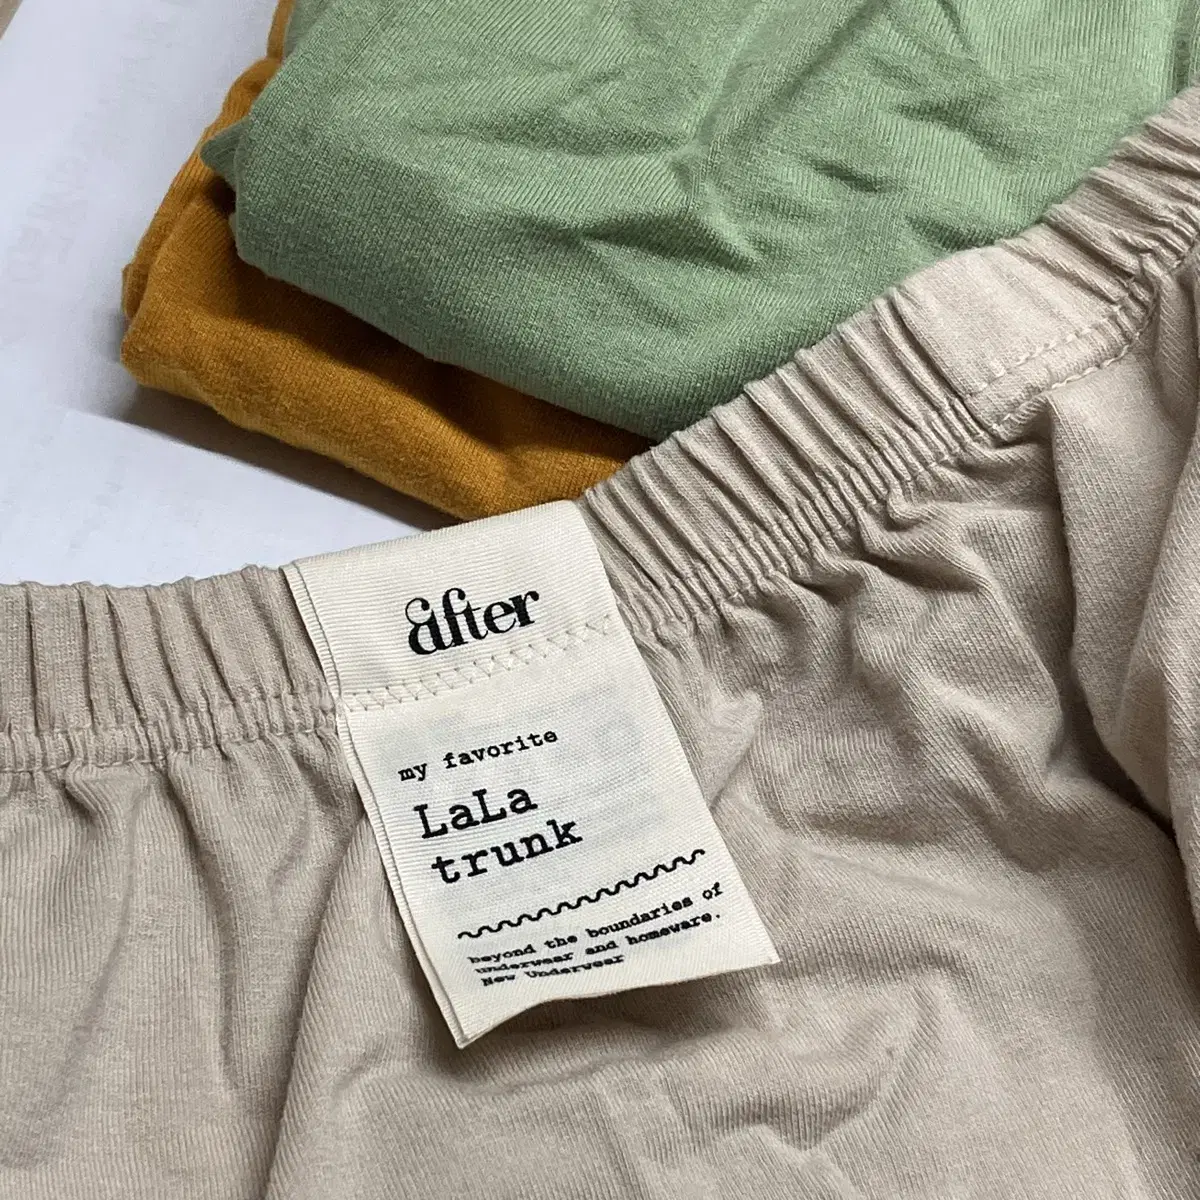 after
my favorite
LaLa
trunk
beyond the boundaries of
underwear and homeware.
New Underwear